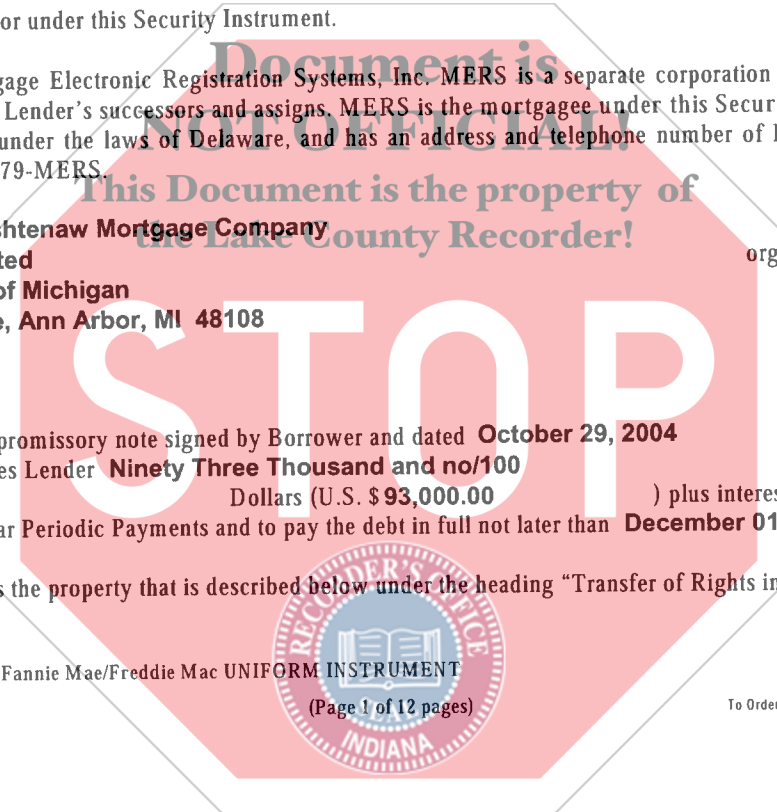 or under this Security Instrument.
Document is
gage Electronic Registration Systems, Inc. MERS is a separate corporation
Lender's successors and assigns. MERS is the mortgagee under this Secur
NOT OFFICIAL!
under the laws of Delaware, and has an address and telephone number of
79-MERS.
This Document is the property of
shtenaw Mortgage Company
the Lake County Recorder!
ted
org
of Michigan
e, Ann Arbor, MI 48108
STOP
promissory note signed by Borrower and dated October 29, 2004
es Lender Ninety Three Thousand and no/100
Dollars (U.S. $ 93,000.00 ) plus interes
ar Periodic Payments and to pay the debt in full not later than December 01
s the property that is described below under the heading “Transfer of Rights in
RECORDER'S OFFICE
Fannie Mae/Freddie Mac UNIFORM INSTRUMENT
(Page 1 of 12 pages)
To Order
SEAL
INDIANA